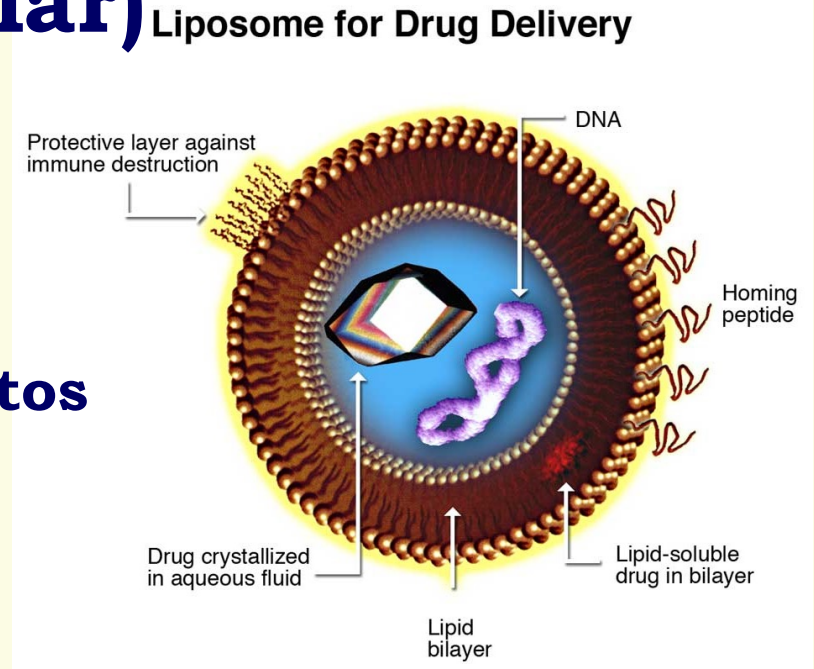 lar)
Liposome for Drug Delivery
DNA
Protective layer against
immune destruction
Homing
peptide
tos
Drug crystallized
in aqueous fluid
Lipid-soluble
drug in bilayer
Lipid
bilayer